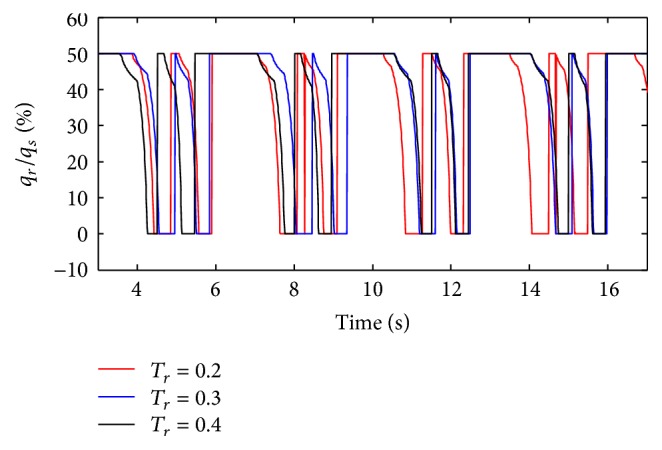 60
50
40
30
20
10
0
−10
q_r/q_s (%)
4 6 8 10 12 14 16
Time (s)
T_r = 0.2
T_r = 0.3
T_r = 0.4